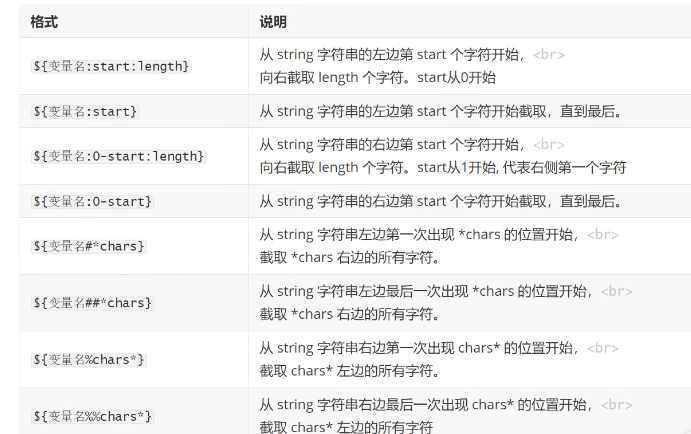 格式 说明
${变量名:start:length} 从 string 字符串的左边第 start 个字符开始，<br>
向右截取 length 个字符。start从0开始
${变量名:start} 从 string 字符串的左边第 start 个字符开始截取，直到最后。
${变量名:0-start:length} 从 string 字符串的右边第 start 个字符开始，<br>
向右截取 length 个字符。start从1开始, 代表右侧第一个字符
${变量名:0-start} 从 string 字符串的右边第 start 个字符开始截取，直到最后。
${变量名#*chars} 从 string 字符串左边第一次出现 *chars 的位置开始，<br>
截取 *chars 右边的所有字符。
${变量名##*chars} 从 string 字符串左边最后一次出现 *chars 的位置开始，<br>
截取 *chars 右边的所有字符。
${变量名%chars*} 从 string 字符串右边第一次出现 chars* 的位置开始，<br>
截取 chars* 左边的所有字符。
${变量名%%chars*} 从 string 字符串右边最后一次出现 chars* 的位置开始，<br>
截取 chars* 左边的所有字符